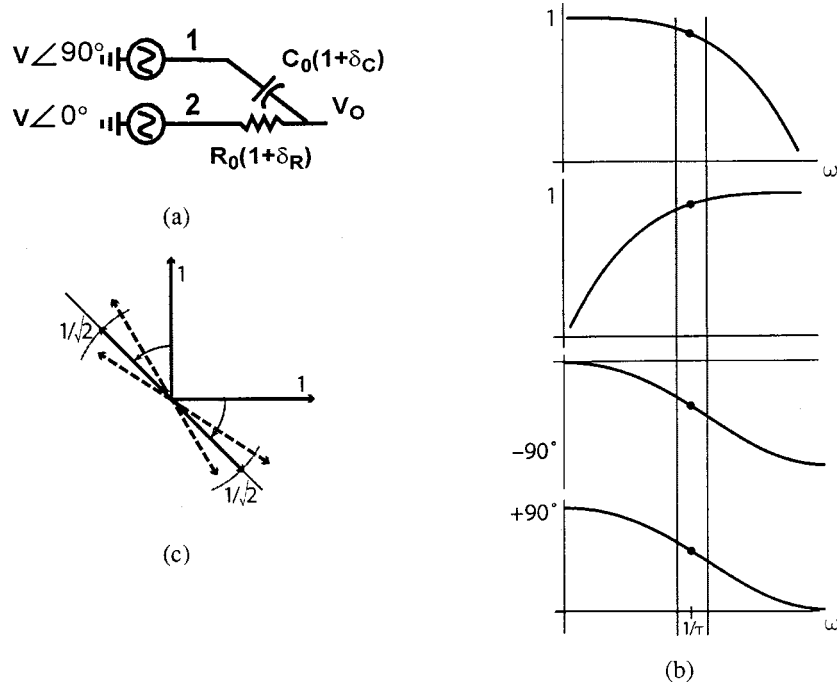 V∠90° 1
C₀(1+δ_C)
V∠0° 2 V_O
R₀(1+δ_R)
(a)
1
1/√2
1
1/√2
(c)
1
ω
1
−90°
+90°
1/τ ω
(b)